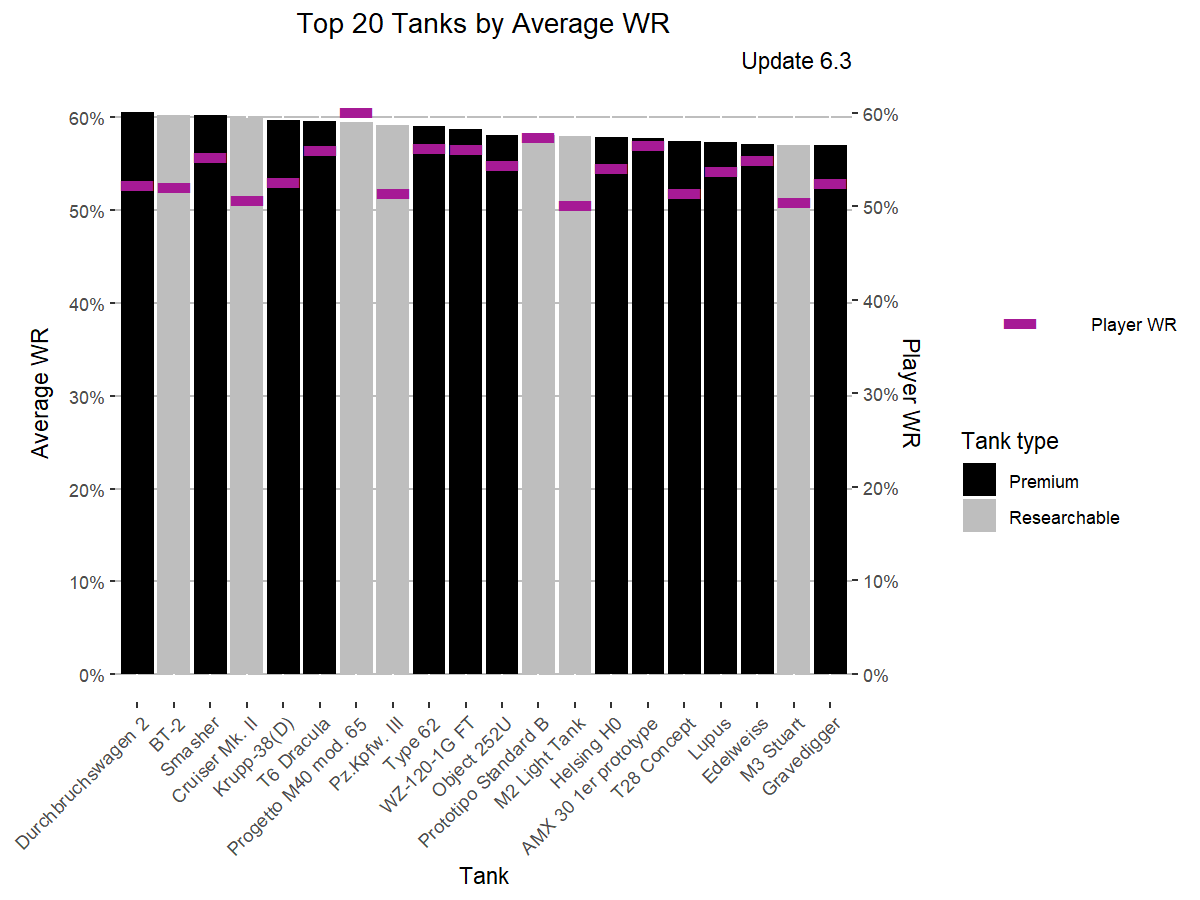 Top 20 Tanks by Average WR
Update 6.3
60%
50%
40%
30%
20%
10%
0%
Average WR
60%
50%
40%
30%
20%
10%
0%
Player WR
Durchbruchswagen 2
BT-2
Smasher
Cruiser Mk. II
Krupp-38(D)
T6 Dracula
Progetto M40 mod. 65
Pz.Kpfw. III
Type 62
WZ-120-1G FT
Object 252U
Prototipo Standard B
M2 Light Tank
Helsing H0
AMX 30 1er prototype
T28 Concept
Lupus
Edelweiss
M3 Stuart
Gravedigger
Tank
Player WR
Tank type
Premium
Researchable